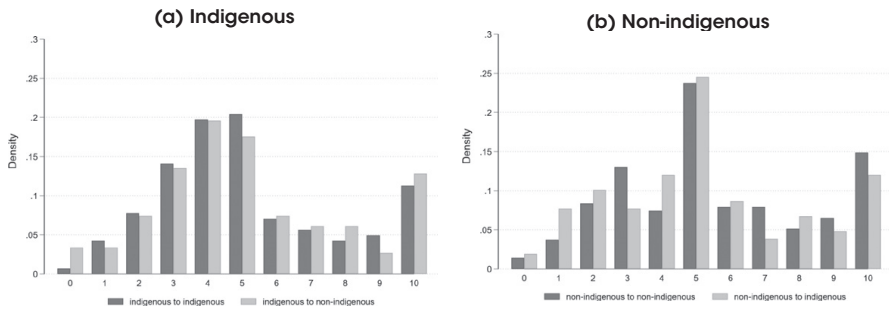 (a) Indigenous
.3
.25
.2
.15
.1
.05
0
Density
0 1 2 3 4 5 6 7 8 9 10
indigenous to indigenous indigenous to non-indigenous
(b) Non-indigenous
.3
.25
.2
.15
.1
.05
0
Density
0 1 2 3 4 5 6 7 8 9 10
non-indigenous to non-indigenous non-indigenous to indigenous